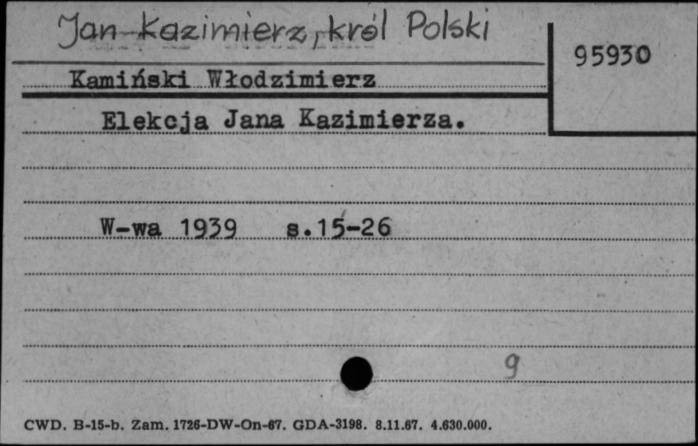 Jan Kazimierz, król Polski
95930
Kamiński Włodzimierz
Elekcja Jana Kazimierza.
W-wa 1939 s.15-26
9
CWD. B-15-b. Zam. 1726-DW-On-67. GDA-3198. 8.11.67. 4.630.000.